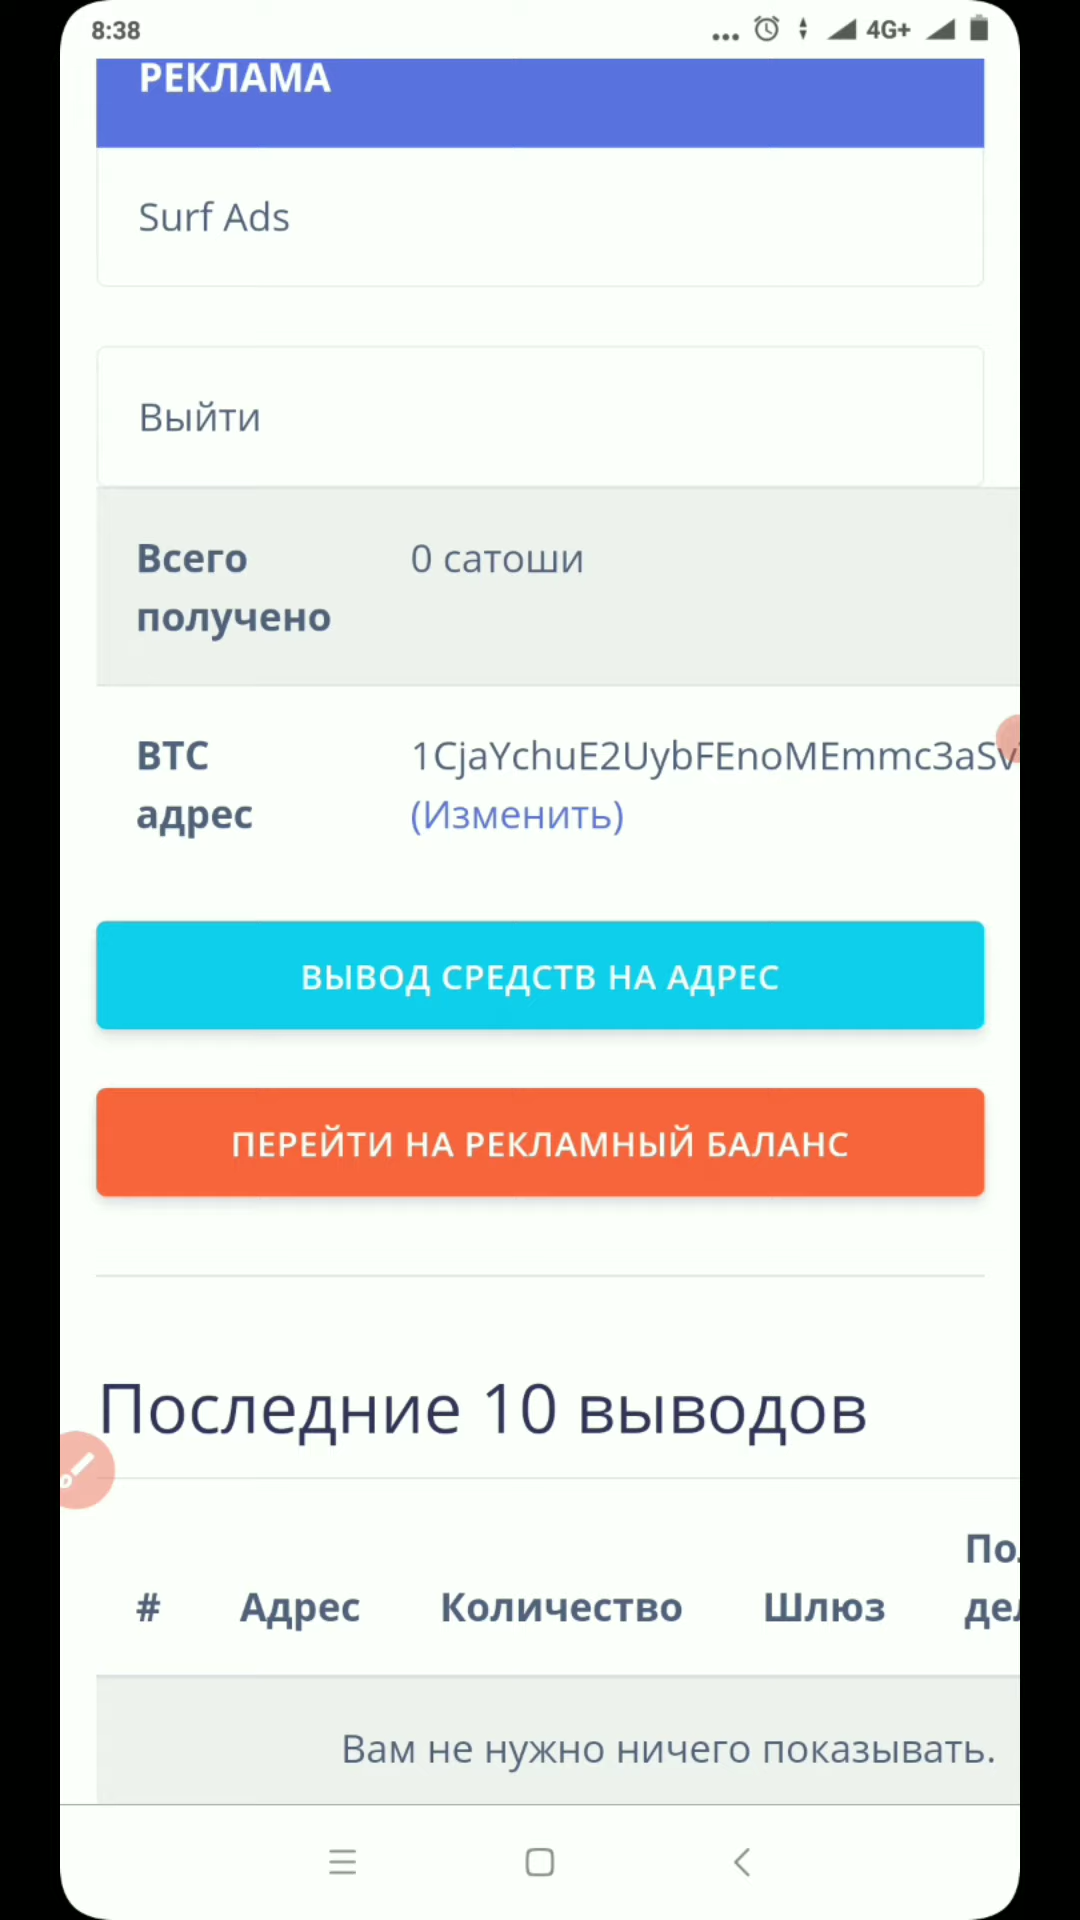 8:38
4G+
РЕКЛАМА
Surf Ads
Выйти
Всего
получено
0 сатоши
BTC
адрес
1CjaYchuE2UybFEnoMEmmc3aSv
(Изменить)
ВЫВОД СРЕДСТВ НА АДРЕС
ПЕРЕЙТИ НА РЕКЛАМНЫЙ БАЛАНС
Последние 10 выводов
# Адрес Количество Шлюз
Вам не нужно ничего показывать.